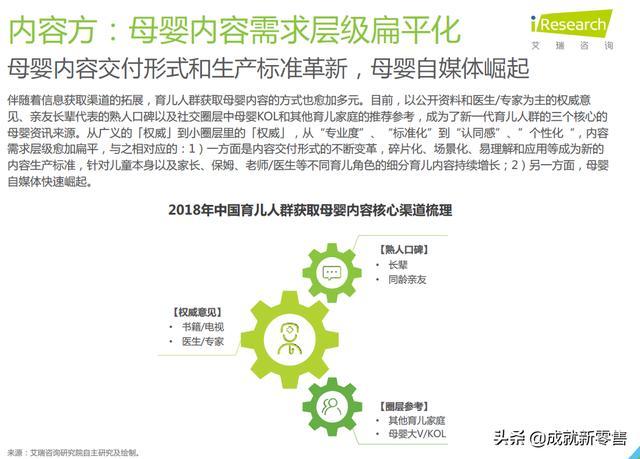 内容方：母婴内容需求层级扁平化
iResearch
艾瑞咨询
母婴内容交付形式和生产标准革新，母婴自媒体崛起
伴随着信息获取渠道的拓展，育儿人群获取母婴内容的方式也愈加多元。目前，以公开资料和医生/专家为主的权威意
见、亲友长辈代表的熟人口碑以及社交圈层中母婴KOL和其他育儿家庭的推荐参考，成为了新一代育儿人群的三个核心的
母婴资讯来源。从广义的【权威】到小圈层里的【权威】，从“专业度”、“标准化”到“认同感”、“个性化“，内容
需求层级愈加扁平，与之相对应的：1）一方面是内容交付形式的不断变革，碎片化、场景化、易理解和应用等成为新的
内容生产标准，针对儿童本身以及家长、保姆、老师/医生等不同育儿角色的细分育儿内容持续增长；2）另一方面，母婴
自媒体快速崛起。
2018年中国育儿人群获取母婴内容核心渠道梳理
【熟人口碑】
• 长辈
• 同龄亲友
【权威意见】
• 书籍/电视
• 医生/专家
【圈层参考】
• 其他育儿家庭
• 母婴大V/KOL
来源：艾瑞咨询研究院自主研究及绘制。
头条 @成就新零售